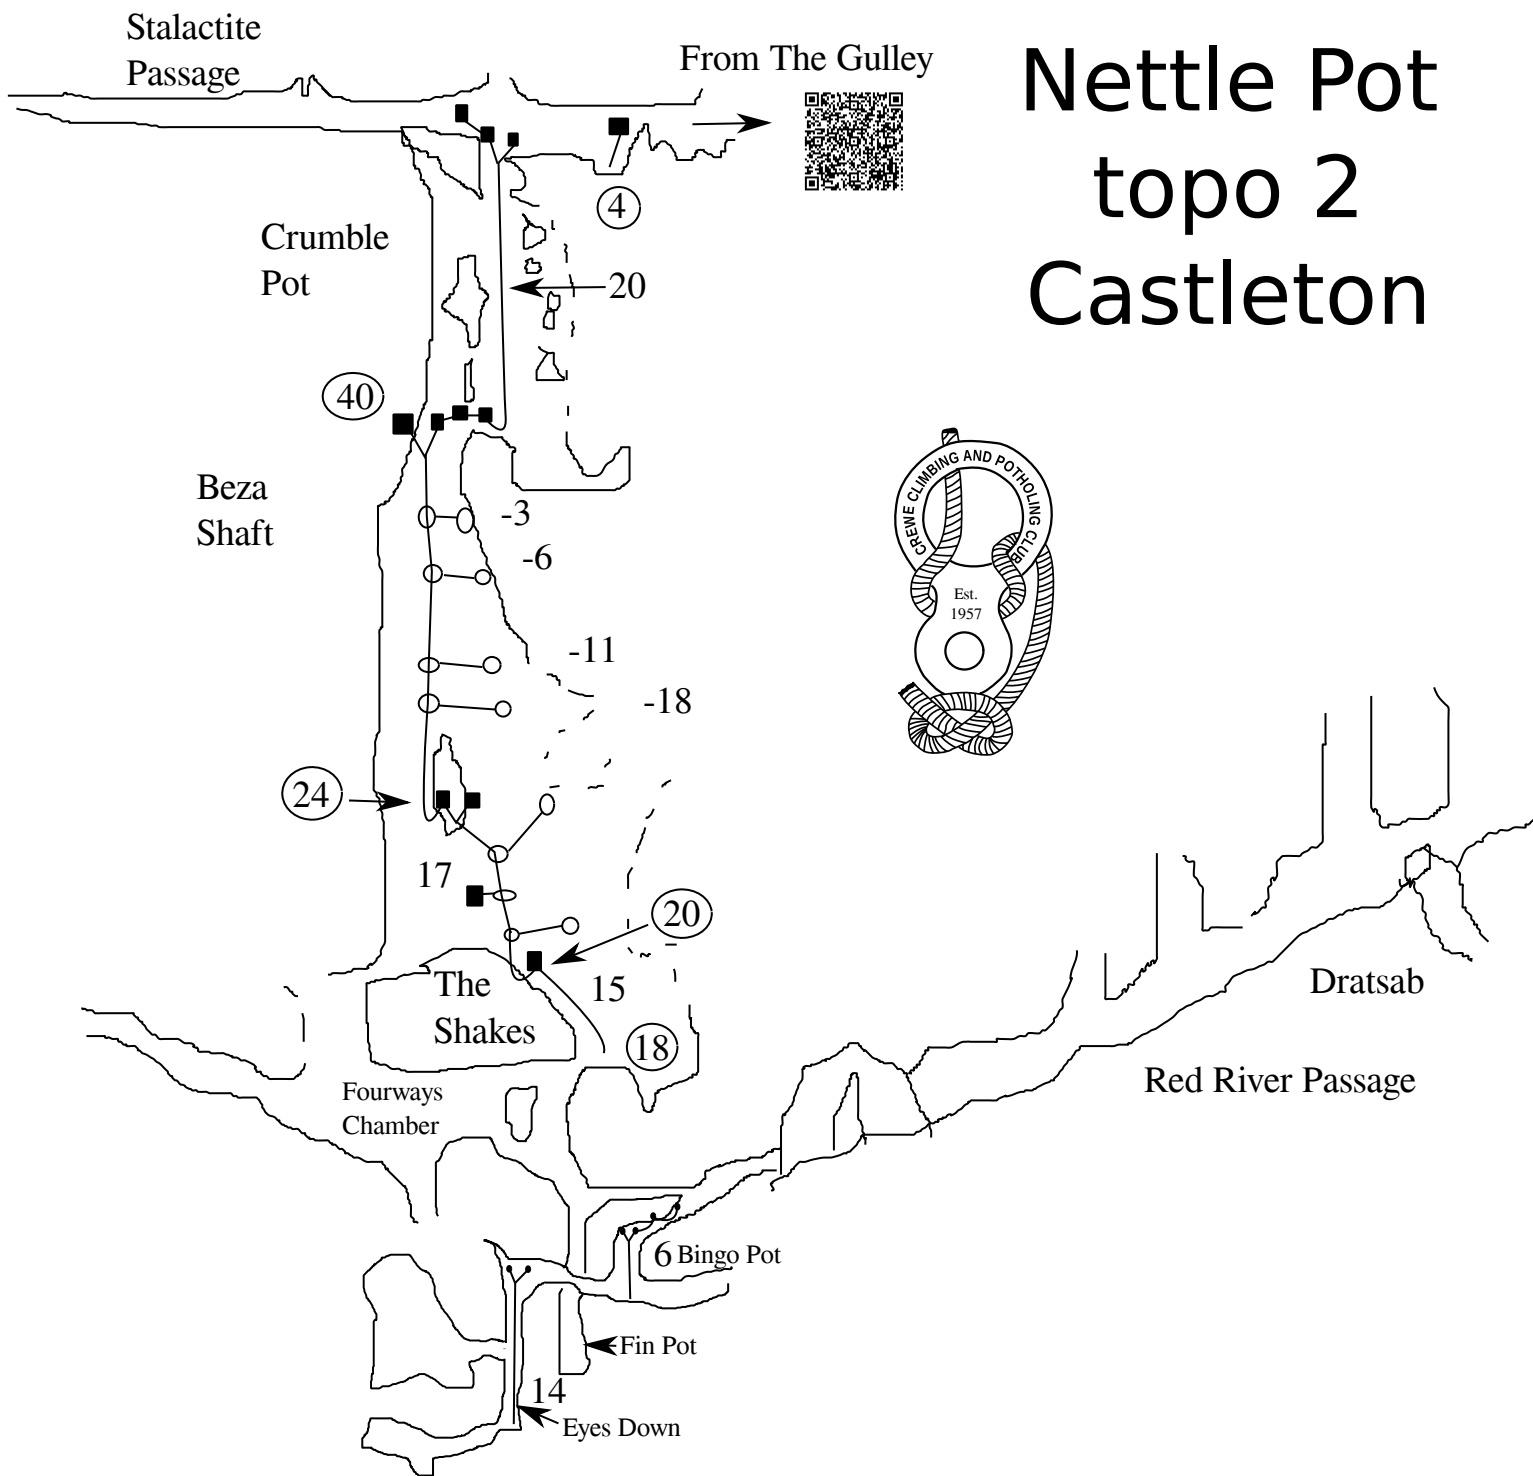 Stalactite
Passage
From The Gulley
Nettle Pot
topo 2
Castleton
4
Crumble
Pot
20
40
Beza
Shaft
-3
-6
-11
-18
CREWE CLIMBING AND POTHOLING CLUB
Est.
1957
24
17
20
The
Shakes
15
18
Dratsab
Red River Passage
Fourways
Chamber
6 Bingo Pot
Fin Pot
14
Eyes Down